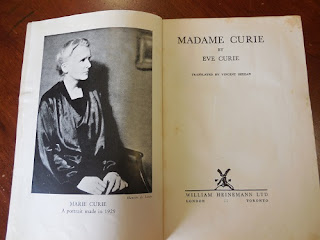 MARIE CURIE
A portrait made in 1929
MADAME CURIE
BY
EVE CURIE
TRANSLATED BY VINCENT SHEEAN
WILLIAM HEINEMANN LTD
LONDON TORONTO